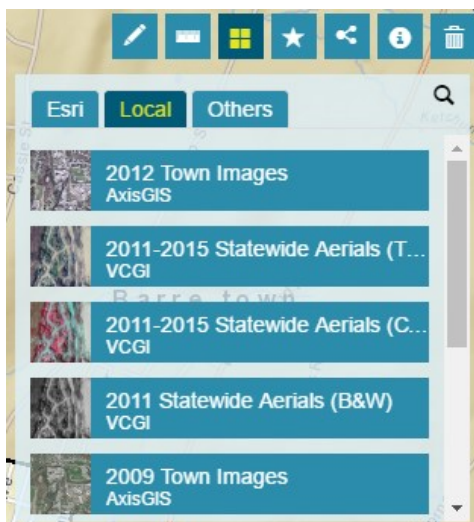 Esri Local Others
2012 Town Images
AxisGIS
2011-2015 Statewide Aerials (T...
VCGI
Barre town
2011-2015 Statewide Aerials (C...
VCGI
2011 Statewide Aerials (B&W)
VCGI
2009 Town Images
AxisGIS